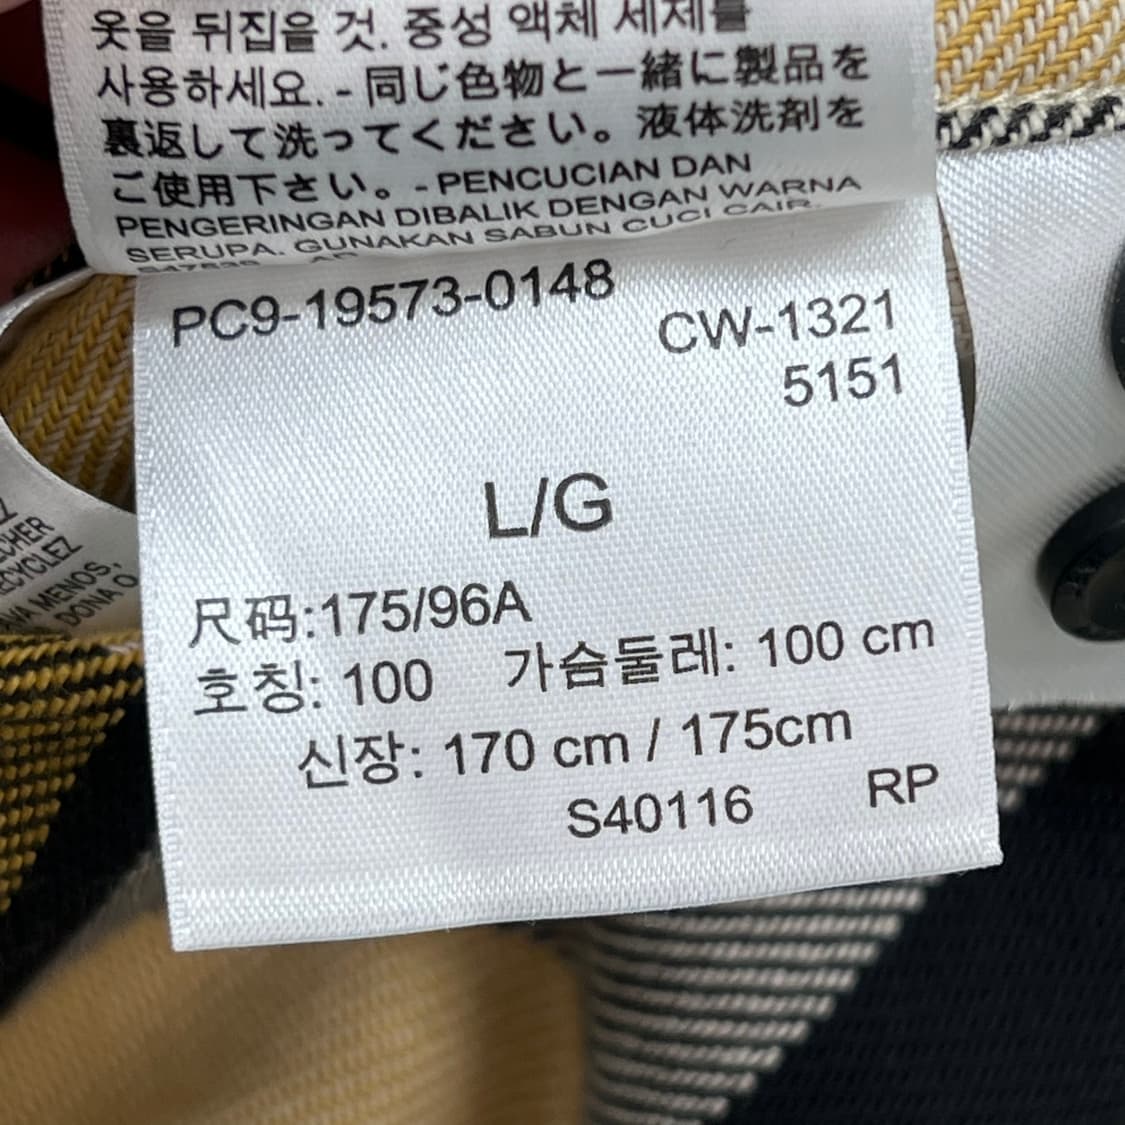 옷을 뒤집을 것. 중성 액체 세제를
사용하세요. - 同じ色物と一緒に製品を
裏返して洗ってください。液体洗剤を
ご使用下さい。- PENCUCIAN DAN
PENGERINGAN DIBALIK DENGAN WARNA
SERUPA. GUNAKAN SABUN CUCI CAIR.
PC9-19573-0148
CW-1321
5151
L/G
尺码:175/96A
호칭: 100 가슴둘레: 100 cm
신장: 170 cm / 175cm
S40116 RP
ECYCLEZ
AVA MENOS,
DONA O